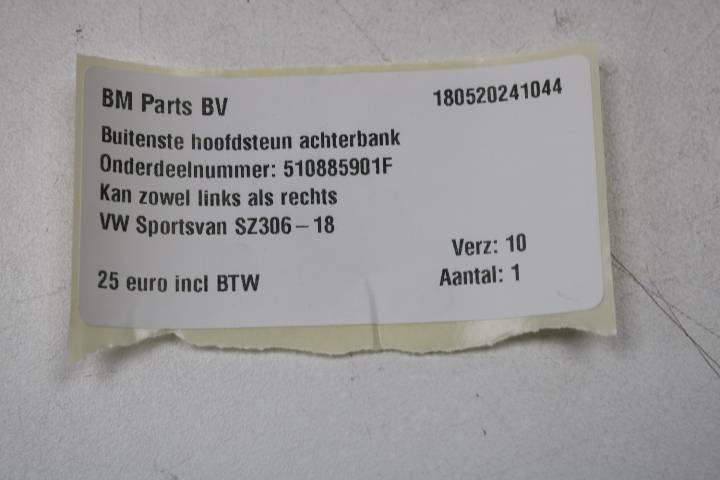 BM Parts BV
180520241044
Buitenste hoofdsteun achterbank
Onderdeelnummer: 510885901F
Kan zowel links als rechts
VW Sportsvan SZ306-18
Verz: 10
25 euro incl BTW
Aantal: 1